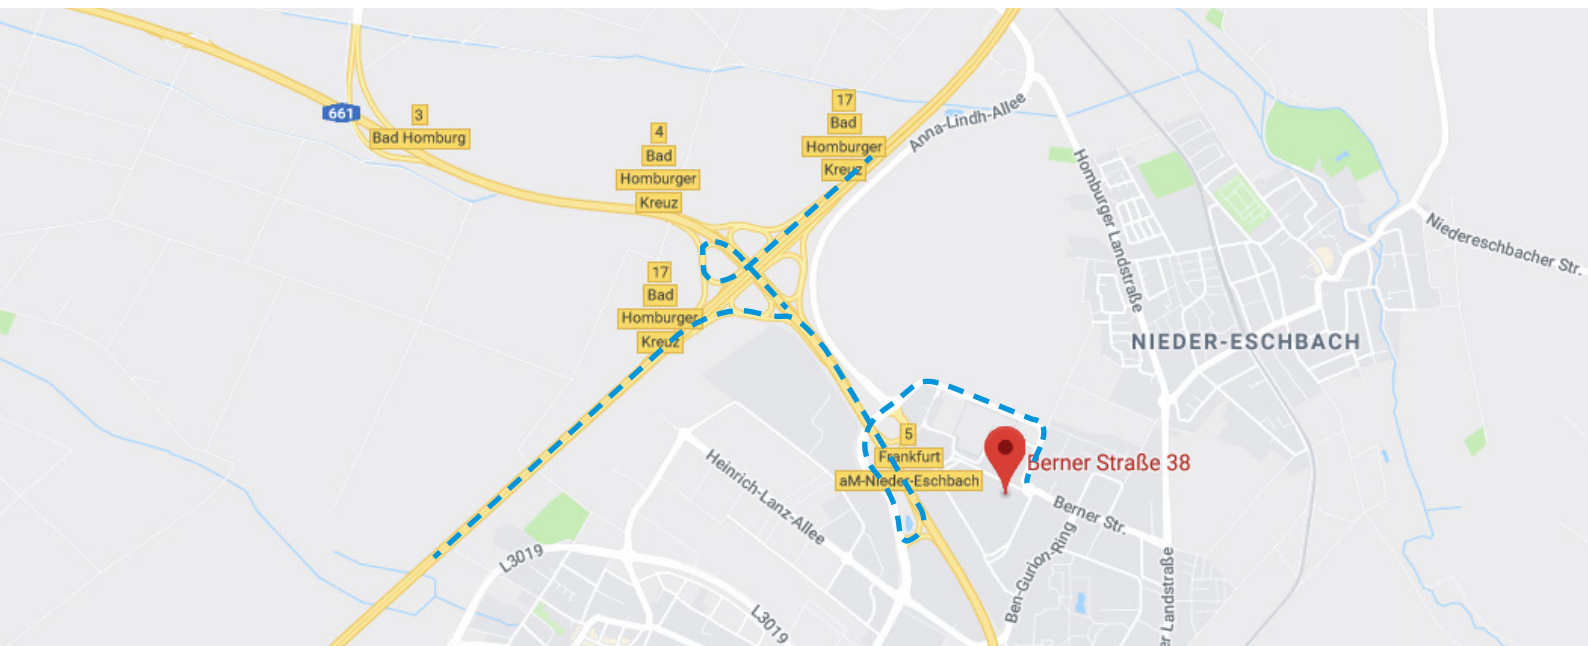 661
3
Bad Homburg
4
Bad
Homburger
Kreuz
17
Bad
Homburger
Kreuz
Anna-Lindh-Allee
Homburger Landstraße
Niedereschbacher Str.
17
Bad
Homburger
Kreuz
NIEDER-ESCHBACH
5
Frankfurt
aM-Nieder-Eschbach
Berner Straße 38
Heinrich-Lanz-Allee
Berner Str.
Ben-Gurion-Ring
L3019
L3019
er Landstraße